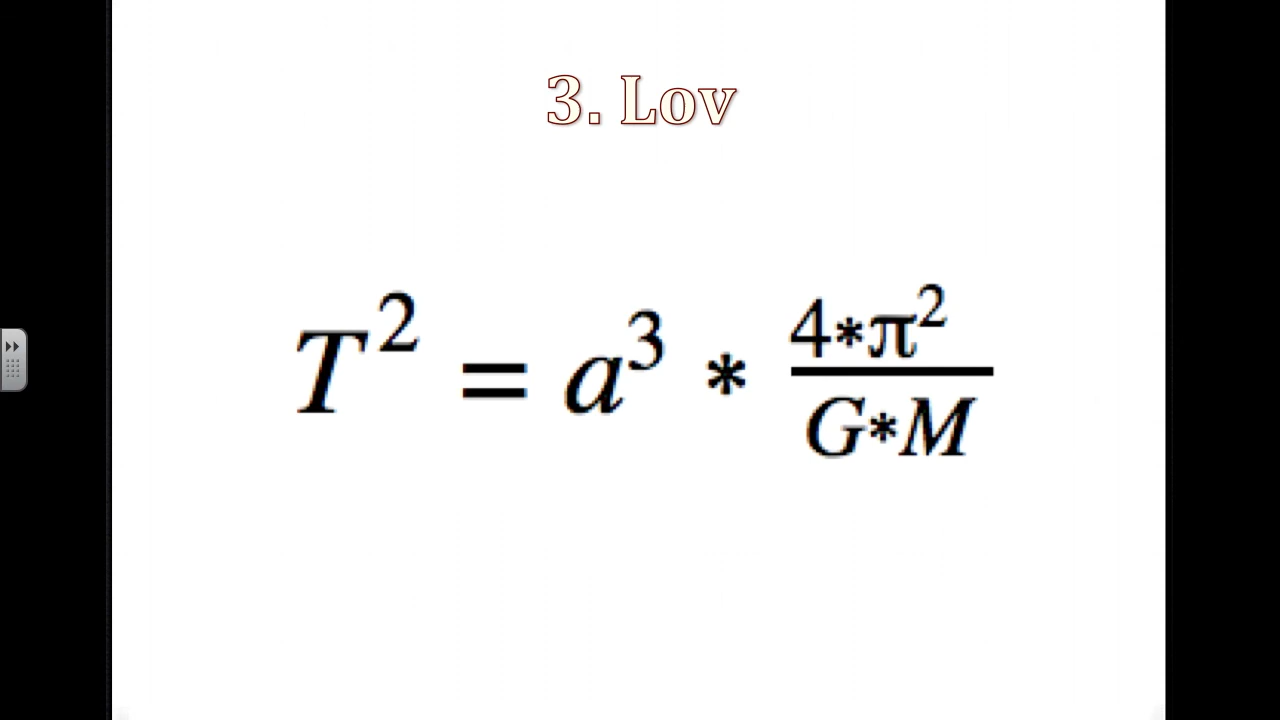 3. Lov
T² = a³ * 4*π² / G*M